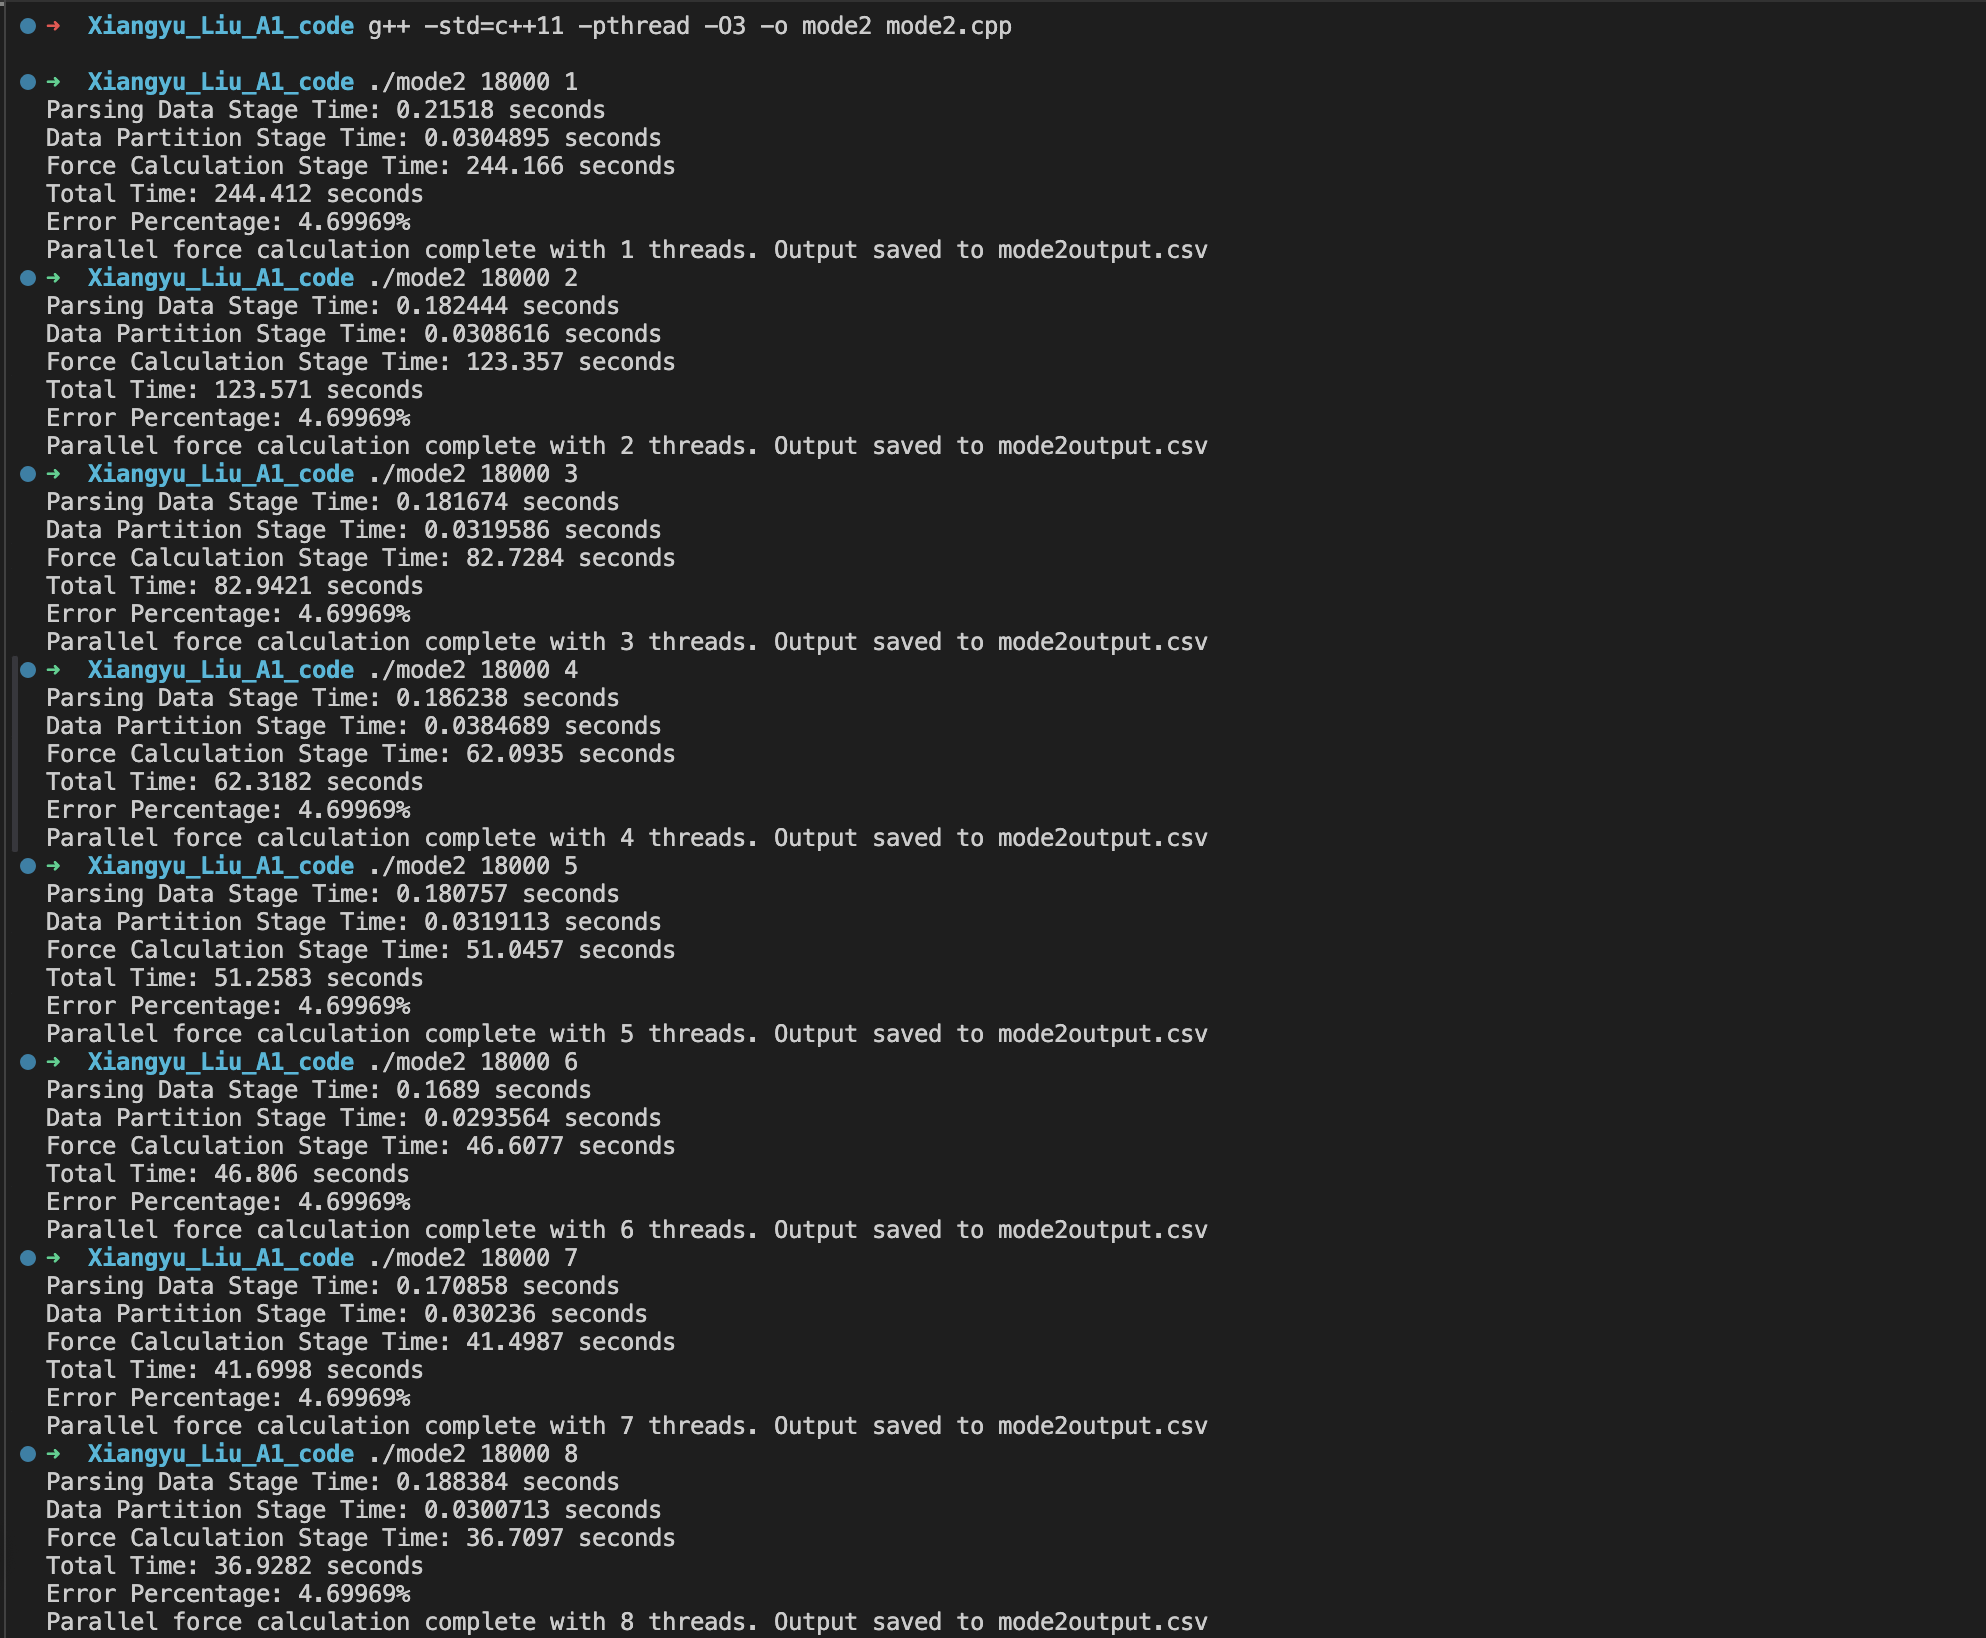 ➜ Xiangyu_Liu_A1_code g++ -std=c++11 -pthread -O3 -o mode2 mode2.cpp
➜ Xiangyu_Liu_A1_code ./mode2 18000 1
Parsing Data Stage Time: 0.21518 seconds
Data Partition Stage Time: 0.0304895 seconds
Force Calculation Stage Time: 244.166 seconds
Total Time: 244.412 seconds
Error Percentage: 4.69969%
Parallel force calculation complete with 1 threads. Output saved to mode2output.csv
➜ Xiangyu_Liu_A1_code ./mode2 18000 2
Parsing Data Stage Time: 0.182444 seconds
Data Partition Stage Time: 0.0308616 seconds
Force Calculation Stage Time: 123.357 seconds
Total Time: 123.571 seconds
Error Percentage: 4.69969%
Parallel force calculation complete with 2 threads. Output saved to mode2output.csv
➜ Xiangyu_Liu_A1_code ./mode2 18000 3
Parsing Data Stage Time: 0.181674 seconds
Data Partition Stage Time: 0.0319586 seconds
Force Calculation Stage Time: 82.7284 seconds
Total Time: 82.9421 seconds
Error Percentage: 4.69969%
Parallel force calculation complete with 3 threads. Output saved to mode2output.csv
➜ Xiangyu_Liu_A1_code ./mode2 18000 4
Parsing Data Stage Time: 0.186238 seconds
Data Partition Stage Time: 0.0384689 seconds
Force Calculation Stage Time: 62.0935 seconds
Total Time: 62.3182 seconds
Error Percentage: 4.69969%
Parallel force calculation complete with 4 threads. Output saved to mode2output.csv
➜ Xiangyu_Liu_A1_code ./mode2 18000 5
Parsing Data Stage Time: 0.180757 seconds
Data Partition Stage Time: 0.0319113 seconds
Force Calculation Stage Time: 51.0457 seconds
Total Time: 51.2583 seconds
Error Percentage: 4.69969%
Parallel force calculation complete with 5 threads. Output saved to mode2output.csv
➜ Xiangyu_Liu_A1_code ./mode2 18000 6
Parsing Data Stage Time: 0.1689 seconds
Data Partition Stage Time: 0.0293564 seconds
Force Calculation Stage Time: 46.6077 seconds
Total Time: 46.806 seconds
Error Percentage: 4.69969%
Parallel force calculation complete with 6 threads. Output saved to mode2output.csv
➜ Xiangyu_Liu_A1_code ./mode2 18000 7
Parsing Data Stage Time: 0.170858 seconds
Data Partition Stage Time: 0.030236 seconds
Force Calculation Stage Time: 41.4987 seconds
Total Time: 41.6998 seconds
Error Percentage: 4.69969%
Parallel force calculation complete with 7 threads. Output saved to mode2output.csv
➜ Xiangyu_Liu_A1_code ./mode2 18000 8
Parsing Data Stage Time: 0.188384 seconds
Data Partition Stage Time: 0.0300713 seconds
Force Calculation Stage Time: 36.7097 seconds
Total Time: 36.9282 seconds
Error Percentage: 4.69969%
Parallel force calculation complete with 8 threads. Output saved to mode2output.csv